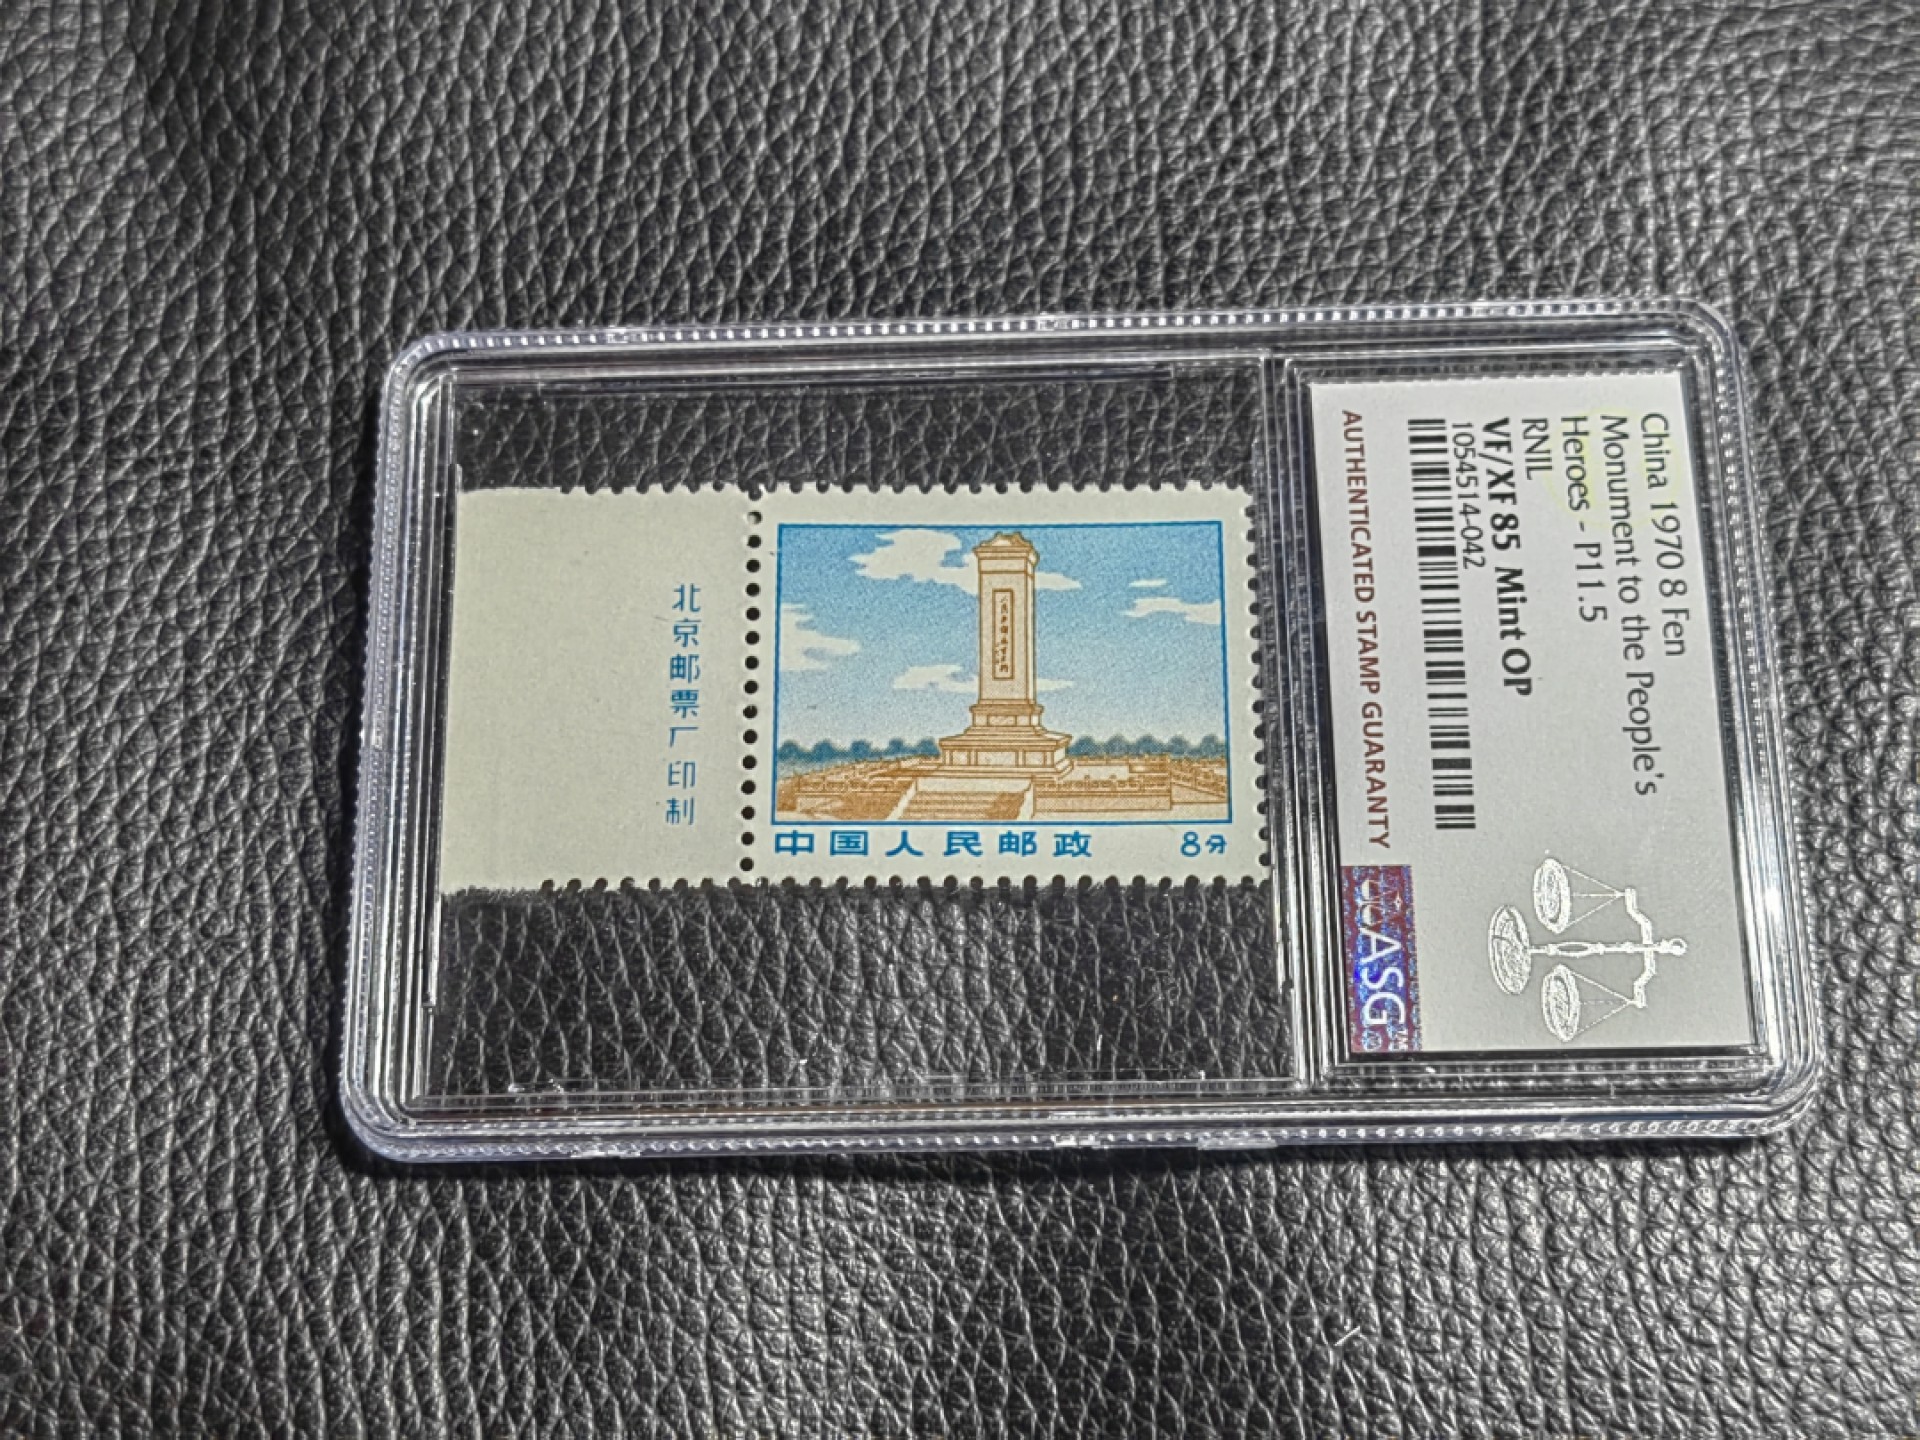 北京邮票厂印制
中国人民邮政 8分
China 1970 8 Fen
Monument to the People's
Heroes - P11.5
RNIL
VF/XF 85 Mint OP
1054514-042
AUTHENTICATED STAMP GUARANTY
ASG